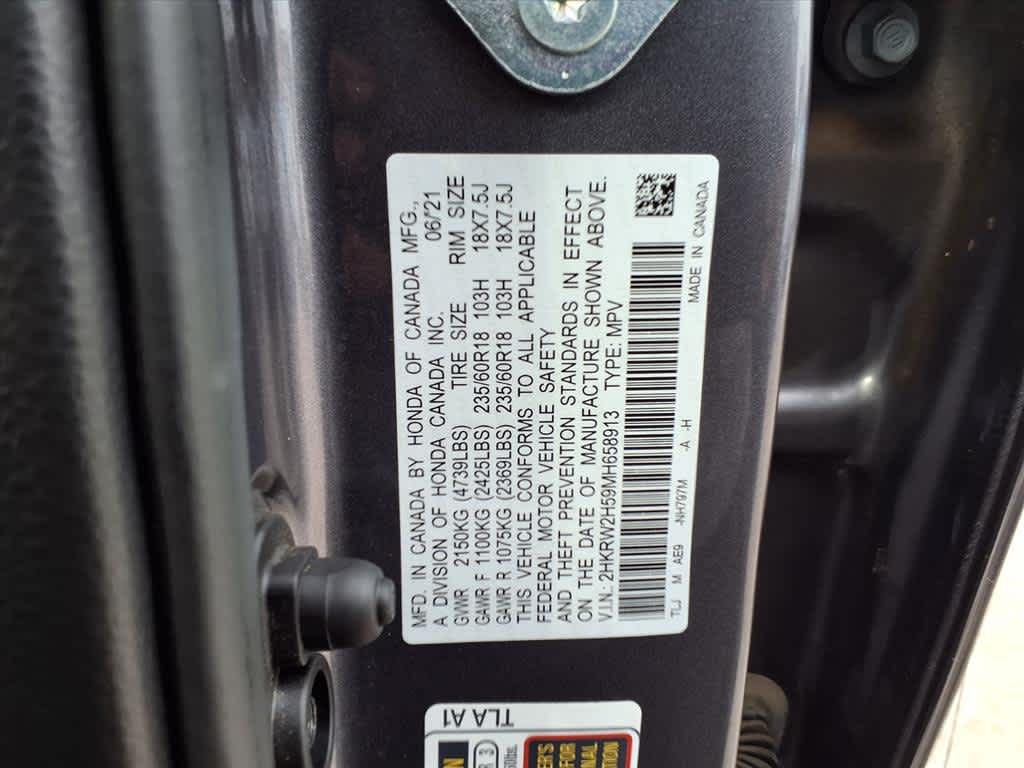 MFD. IN CANADA BY HONDA OF CANADA MFG.,
A DIVISION OF HONDA CANADA INC. 06/'21
GVWR 2150KG (4739LBS) TIRE SIZE RIM SIZE
GAWR F 1100KG (2425LBS) 235/60R18 103H 18X7.5J
GAWR R 1075KG (2369LBS) 235/60R18 103H 18X7.5J
THIS VEHICLE CONFORMS TO ALL APPLICABLE
FEDERAL MOTOR VEHICLE SAFETY
AND THEFT PREVENTION STANDARDS IN EFFECT
ON THE DATE OF MANUFACTURE SHOWN ABOVE.
V.I.N.: 2HKRW2H59MH658913 TYPE: MPV
TLJ M AE9 -NH797M -A -H MADE IN CANADA
TLA A1
R 3